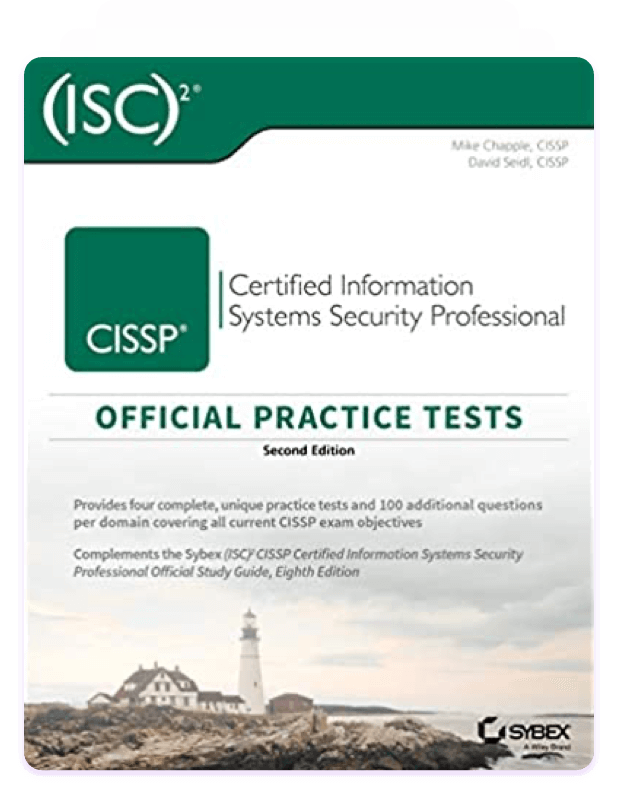 (ISC)²®
Mike Chapple, CISSP
David Seidl, CISSP
CISSP®
Certified Information
Systems Security Professional
OFFICIAL PRACTICE TESTS
Second Edition
Provides four complete, unique practice tests and 100 additional questions
per domain covering all current CISSP exam objectives
Complements the Sybex (ISC)² CISSP Certified Information Systems Security
Professional Official Study Guide, Eighth Edition
SYBEX
A Wiley Brand